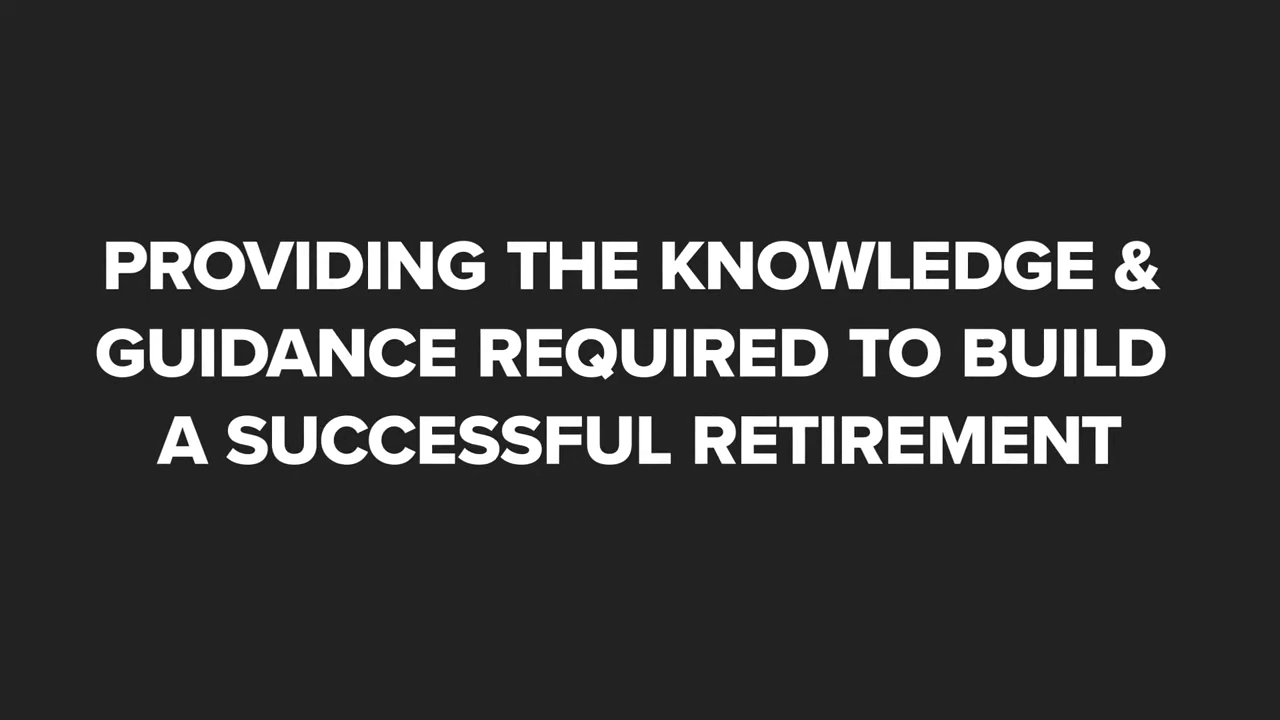 PROVIDING THE KNOWLEDGE &
GUIDANCE REQUIRED TO BUILD
A SUCCESSFUL RETIREMENT